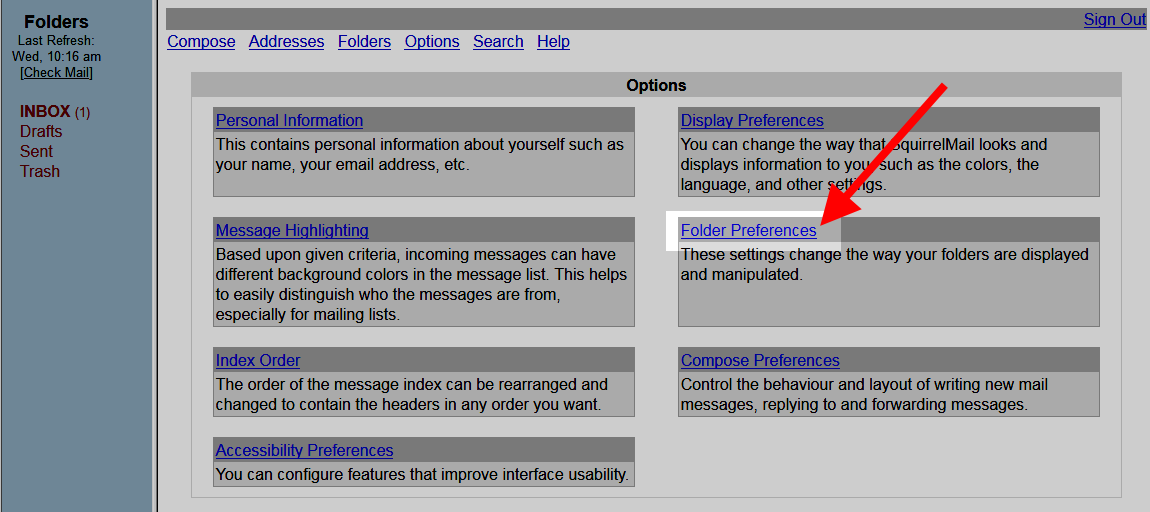 Folders
Last Refresh:
Wed, 10:16 am
[Check Mail]
INBOX (1)
Drafts
Sent
Trash
Sign Out
Compose Addresses Folders Options Search Help
Options
Personal Information
This contains personal information about yourself such as
your name, your email address, etc.
Display Preferences
You can change the way that SquirrelMail looks and
displays information to you, such as the colors, the
language, and other settings.
Message Highlighting
Based upon given criteria, incoming messages can have
different background colors in the message list. This helps
to easily distinguish who the messages are from,
especially for mailing lists.
Folder Preferences
These settings change the way your folders are displayed
and manipulated.
Index Order
The order of the message index can be rearranged and
changed to contain the headers in any order you want.
Compose Preferences
Control the behaviour and layout of writing new mail
messages, replying to and forwarding messages.
Accessibility Preferences
You can configure features that improve interface usability.